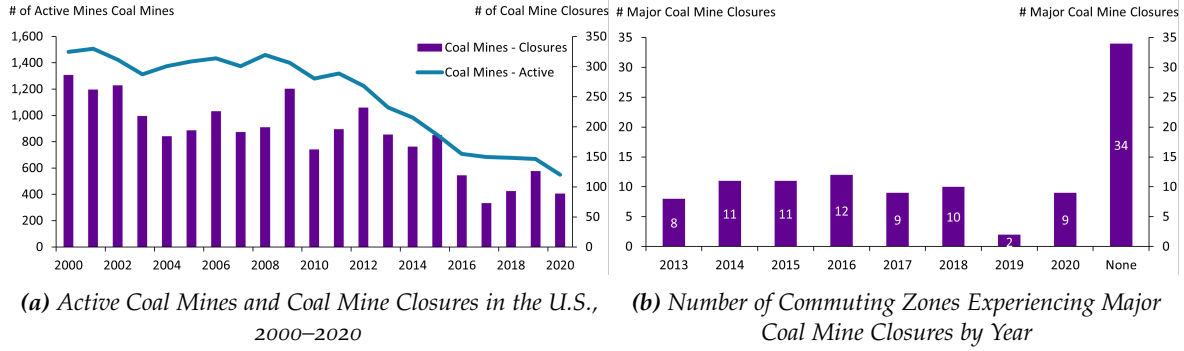 # of Active Mines Coal Mines
# of Coal Mine Closures
1,600
1,400
1,200
1,000
800
600
400
200
0
350
300
250
200
150
100
50
0
Coal Mines - Closures
Coal Mines - Active
2000 2002 2004 2006 2008 2010 2012 2014 2016 2018 2020
(a) Active Coal Mines and Coal Mine Closures in the U.S.,
2000–2020
# Major Coal Mine Closures
# Major Coal Mine Closures
35
30
25
20
15
10
5
0
35
30
25
20
15
10
5
0
8 11 11 12 9 10 2 9 34
2013 2014 2015 2016 2017 2018 2019 2020 None
(b) Number of Commuting Zones Experiencing Major
Coal Mine Closures by Year